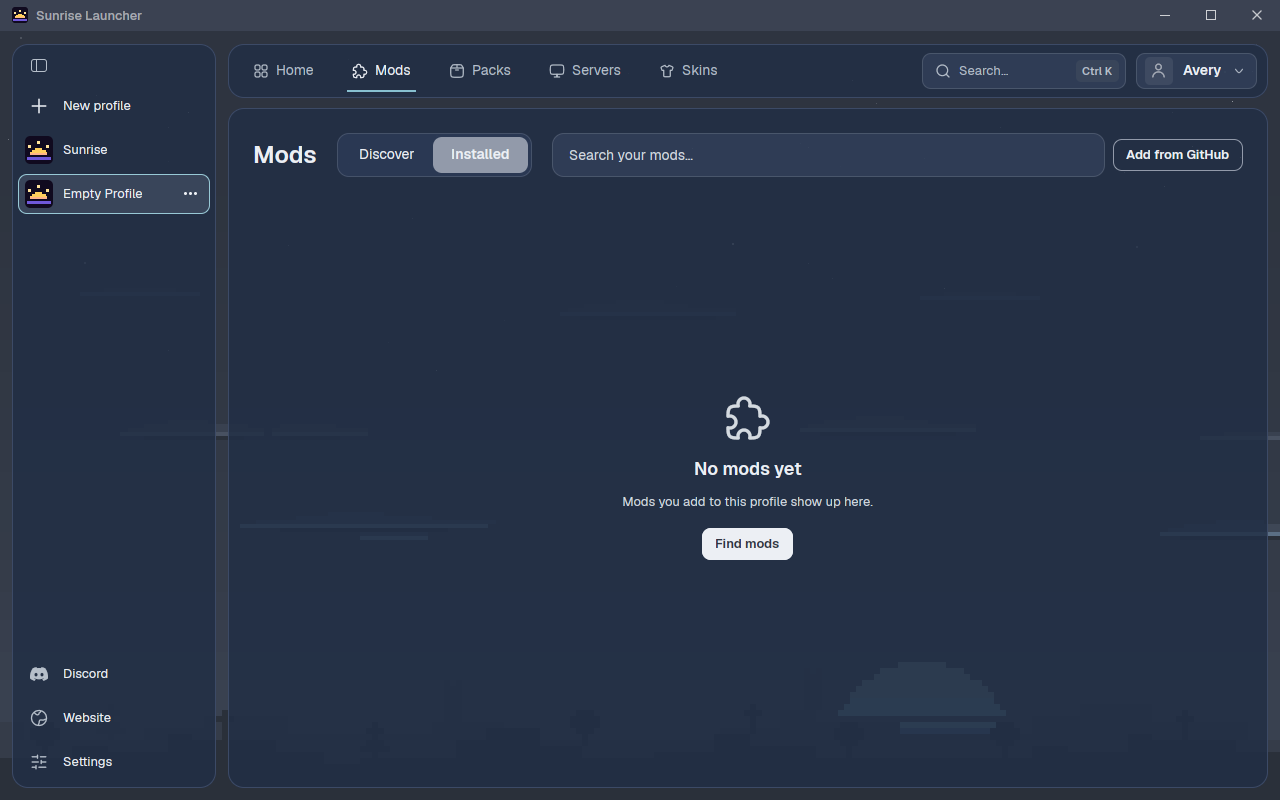 Sunrise Launcher
New profile
Sunrise
Empty Profile
Discord
Website
Settings
Home
Mods
Packs
Servers
Skins
Search...
Ctrl K
Avery
Mods
Discover
Installed
Search your mods...
Add from GitHub
No mods yet
Mods you add to this profile show up here.
Find mods